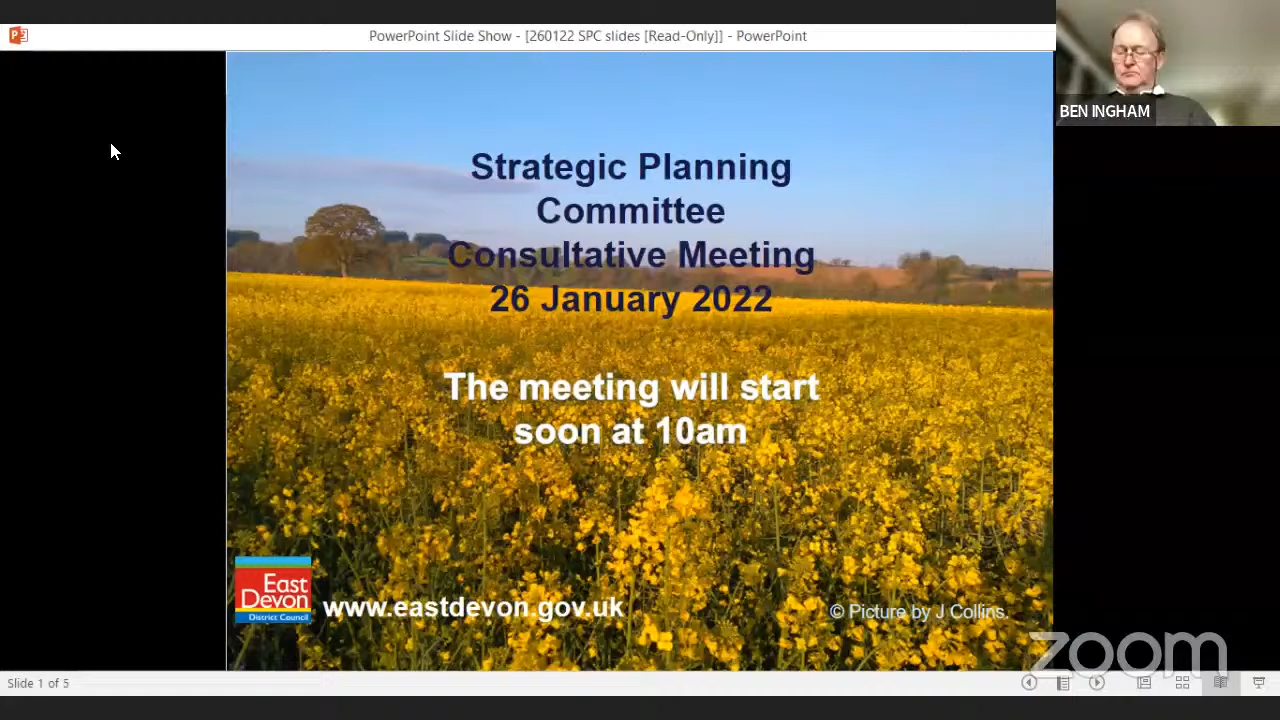 PowerPoint Slide Show - [260122 SPC slides [Read-Only]] - PowerPoint
BEN INGHAM
Strategic Planning
Committee
Consultative Meeting
26 January 2022
The meeting will start
soon at 10am
East
Devon
District Council
www.eastdevon.gov.uk
© Picture by J Collins.
zoom
Slide 1 of 5